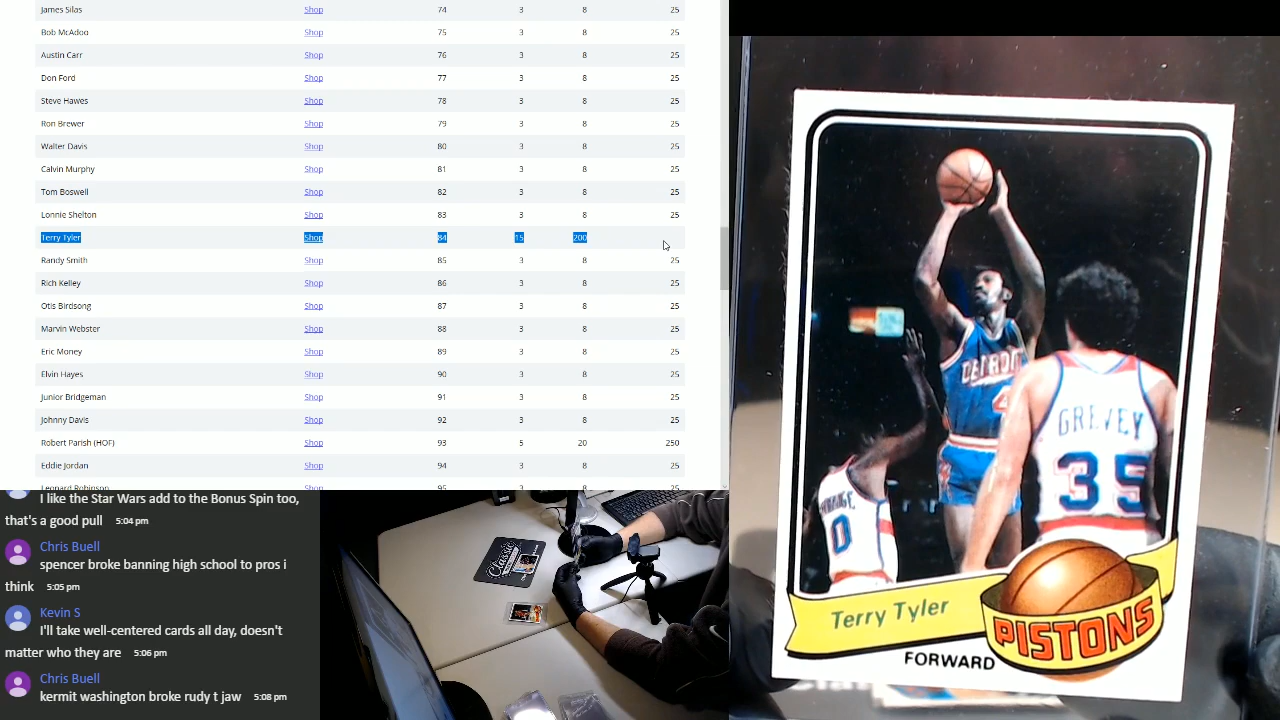 James Silas Shop 74 3 8 25
Bob McAdoo Shop 75 3 8 25
Austin Carr Shop 76 3 8 25
Don Ford Shop 77 3 8 25
Steve Hawes Shop 78 3 8 25
Ron Brewer Shop 79 3 8 25
Walter Davis Shop 80 3 8 25
Calvin Murphy Shop 81 3 8 25
Tom Boswell Shop 82 3 8 25
Lonnie Shelton Shop 83 3 8 25
Terry Tyler Shop 84 15 200
Randy Smith Shop 85 3 8 25
Rich Kelley Shop 86 3 8 25
Otis Birdsong Shop 87 3 8 25
Marvin Webster Shop 88 3 8 25
Eric Money Shop 89 3 8 25
Elvin Hayes Shop 90 3 8 25
Junior Bridgeman Shop 91 3 8 25
Johnny Davis Shop 92 3 8 25
Robert Parish (HOF) Shop 93 5 20 250
Eddie Jordan Shop 94 3 8 25
Leonard Robinson Shop 95 3 8 25
I like the Star Wars add to the Bonus Spin too,
that's a good pull 5:04 pm
Chris Buell
spencer broke banning high school to pros i
think 5:05 pm
Kevin S
I'll take well-centered cards all day, doesn't
matter who they are 5:06 pm
Chris Buell
kermit washington broke rudy t jaw 5:08 pm
Classic
DETROIT
GREVEY
35
0
Terry Tyler
PISTONS
FORWARD